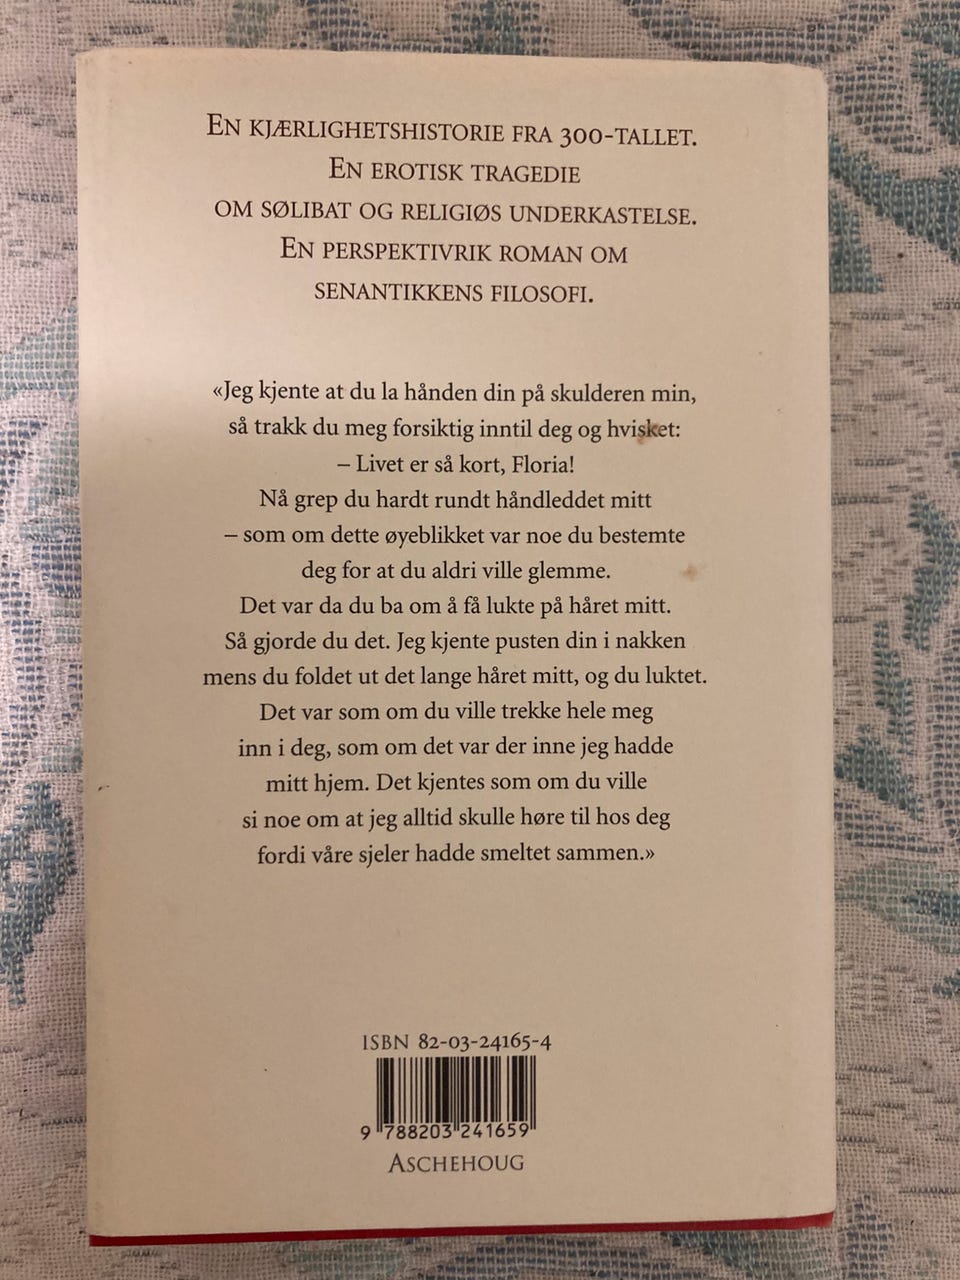 EN KJÆRLIGHETSHISTORIE FRA 300-TALLET.
EN EROTISK TRAGEDIE
OM SØLIBAT OG RELIGIØS UNDERKASTELSE.
EN PERSPEKTIVRIK ROMAN OM
SENANTIKKENS FILOSOFI.
«Jeg kjente at du la hånden din på skulderen min,
så trakk du meg forsiktig inntil deg og hvisket:
– Livet er så kort, Floria!
Nå grep du hardt rundt håndleddet mitt
– som om dette øyeblikket var noe du bestemte
deg for at du aldri ville glemme.
Det var da du ba om å få lukte på håret mitt.
Så gjorde du det. Jeg kjente pusten din i nakken
mens du foldet ut det lange håret mitt, og du luktet.
Det var som om du ville trekke hele meg
inn i deg, som om det var der inne jeg hadde
mitt hjem. Det kjentes som om du ville
si noe om at jeg alltid skulle høre til hos deg
fordi våre sjeler hadde smeltet sammen.»
ISBN 82-03-24165-4
9 788203 241659
ASCHEHOUG